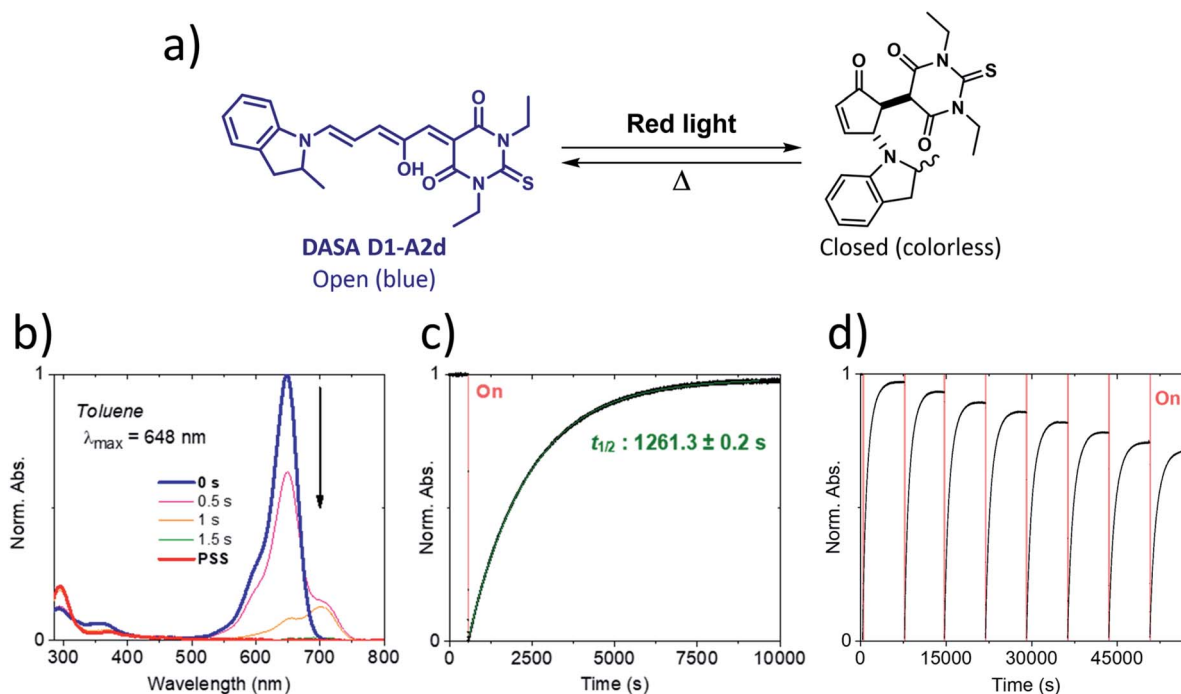 a)
O
N
S
N
O
N
OH
O
N
S
O
N
S
N
O
N
Red light
Δ
DASA D1-A2d
Open (blue)
Closed (colorless)
b)
1
Norm. Abs.
0
Toluene
λmax = 648 nm
0 s
0.5 s
1 s
1.5 s
PSS
300 400 500 600 700 800
Wavelength (nm)
c)
1
Norm. Abs.
0
On
t1/2 : 1261.3 ± 0.2 s
0 2500 5000 7500 10000
Time (s)
d)
1
Norm. Abs.
0
On
0 15000 30000 45000
Time (s)